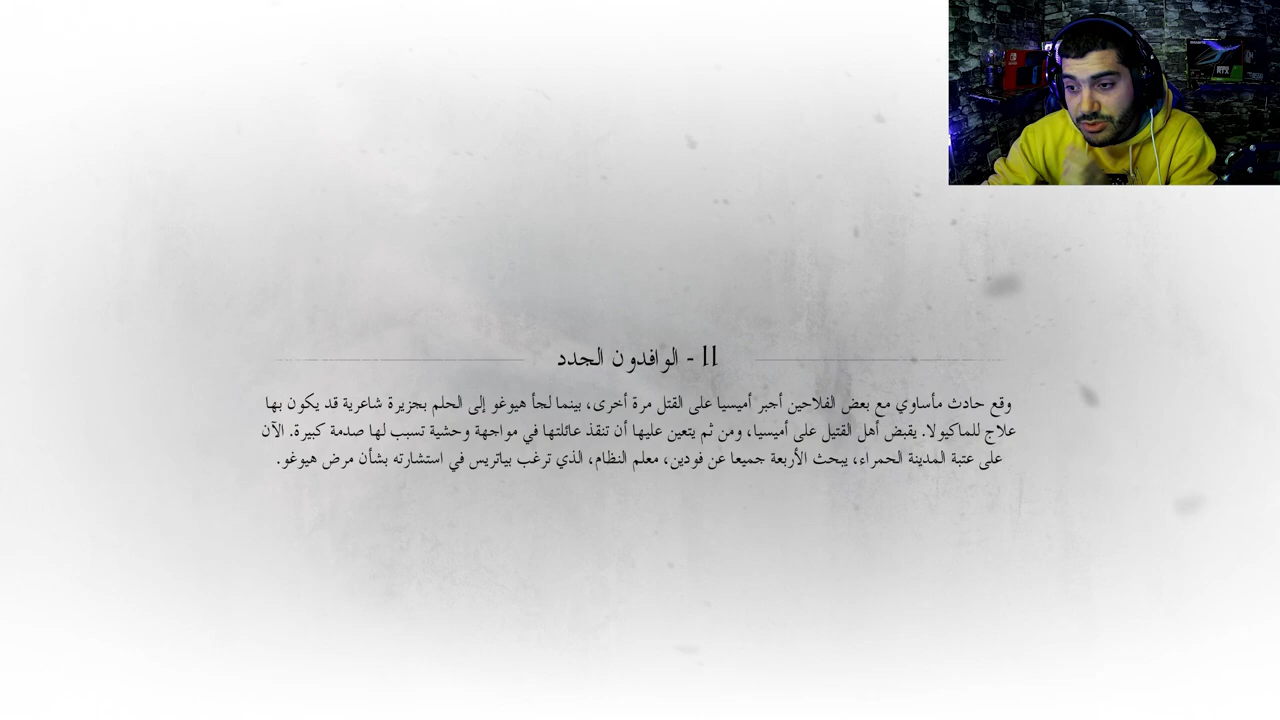 II - الوافدون الجدد
وقع حادث مأساوي مع بعض الفلاحين أجبر أميسيا على القتل مرة أخرى، بينما لجأ هيوغو إلى الحلم بجزيرة شاعرية قد يكون بها
علاج للماكيولا. يقبض أهل القتيل على أميسيا، ومن ثم يتعين عليها أن تنقذ عائلتها في مواجهة وحشية تسبب لها صدمة كبيرة. الآن
على عتبة المدينة الحمراء، يبحث الأربعة جميعا عن فودين، معلم النظام، الذي ترغب بياتريس في استشارته بشأن مرض هيوغو.
RTX